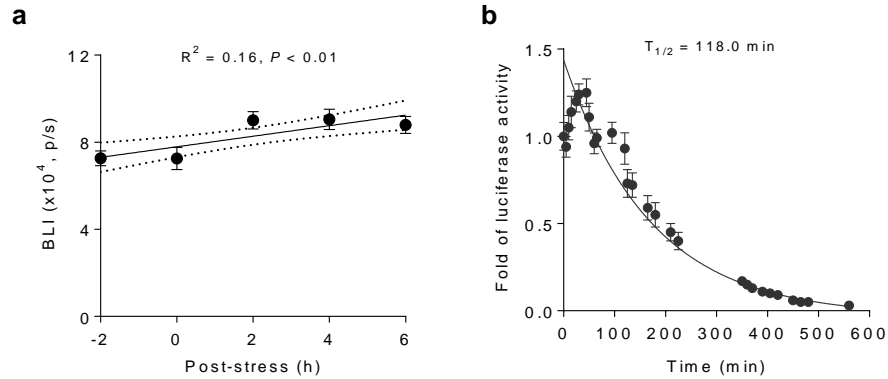 a
R² = 0.16, P < 0.01
BLI (x10⁴, p/s)
12
8
4
0
-2 0 2 4 6
Post-stress (h)
b
T₁/₂ = 118.0 min
Fold of luciferase activity
1.5
1.0
0.5
0.0
0 100 200 300 400 500 600
Time (min)